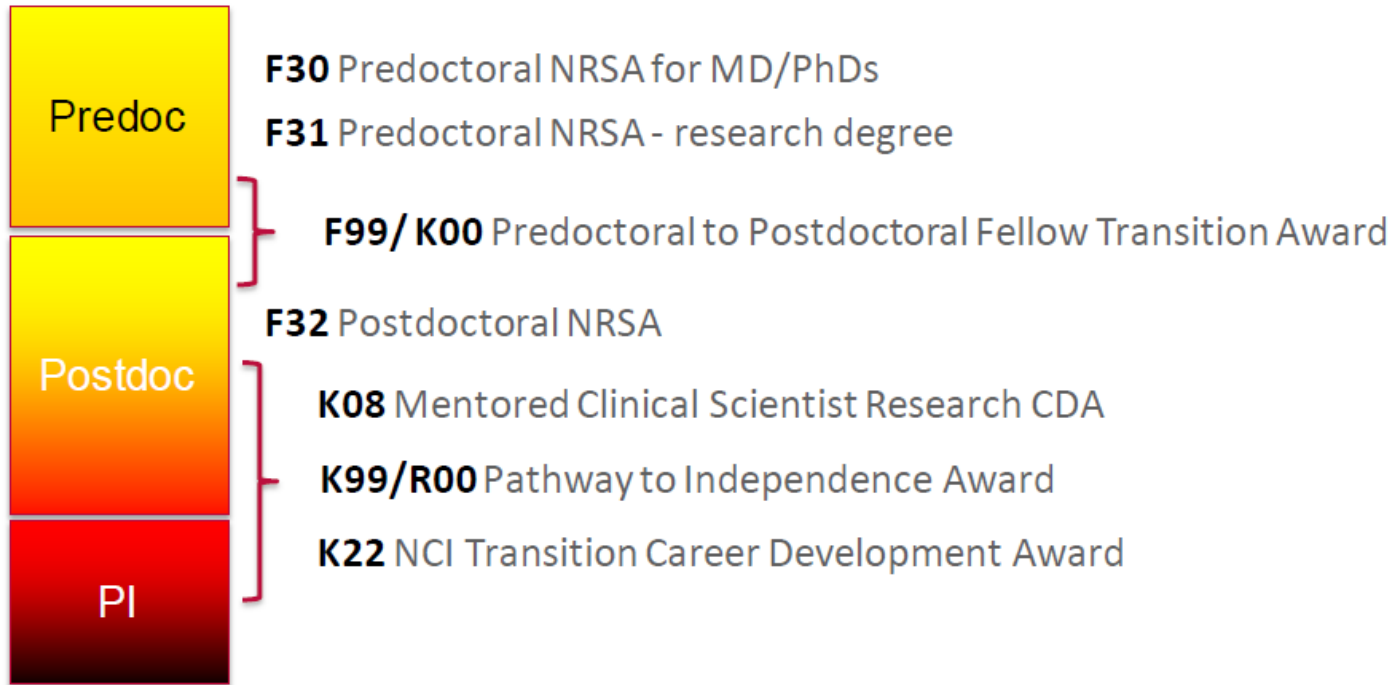 Predoc
F30 Predoctoral NRSA for MD/PhDs
F31 Predoctoral NRSA - research degree
F99/ K00 Predoctoral to Postdoctoral Fellow Transition Award
F32 Postdoctoral NRSA
Postdoc
K08 Mentored Clinical Scientist Research CDA
K99/R00 Pathway to Independence Award
K22 NCI Transition Career Development Award
PI